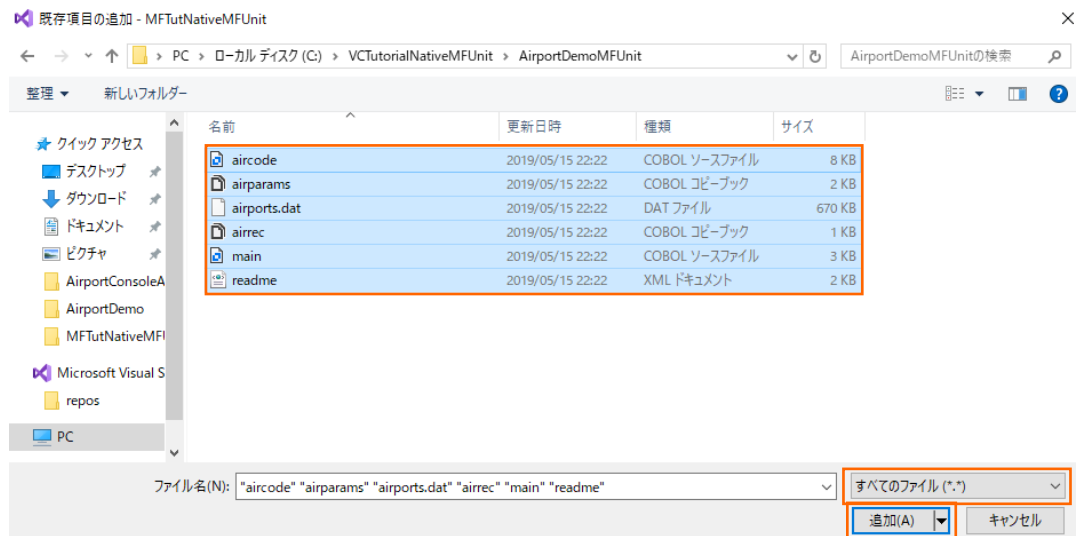 既存項目の追加 - MFTutNativeMFUnit
PC › ローカル ディスク (C:) › VCTutorialNativeMFUnit › AirportDemoMFUnit
AirportDemoMFUnitの検索
整理 新しいフォルダー
名前 更新日時 種類 サイズ
クイック アクセス
デスクトップ
ダウンロード
ドキュメント
ピクチャ
AirportConsoleA
AirportDemo
MFTutNativeMFU
Microsoft Visual S
repos
PC
aircode 2019/05/15 22:22 COBOL ソースファイル 8 KB
airparams 2019/05/15 22:22 COBOL コピーブック 2 KB
airports.dat 2019/05/15 22:22 DAT ファイル 670 KB
airrec 2019/05/15 22:22 COBOL コピーブック 1 KB
main 2019/05/15 22:22 COBOL ソースファイル 3 KB
readme 2019/05/15 22:22 XML ドキュメント 2 KB
ファイル名(N): "aircode" "airparams" "airports.dat" "airrec" "main" "readme"
すべてのファイル (*.*)
追加(A) キャンセル